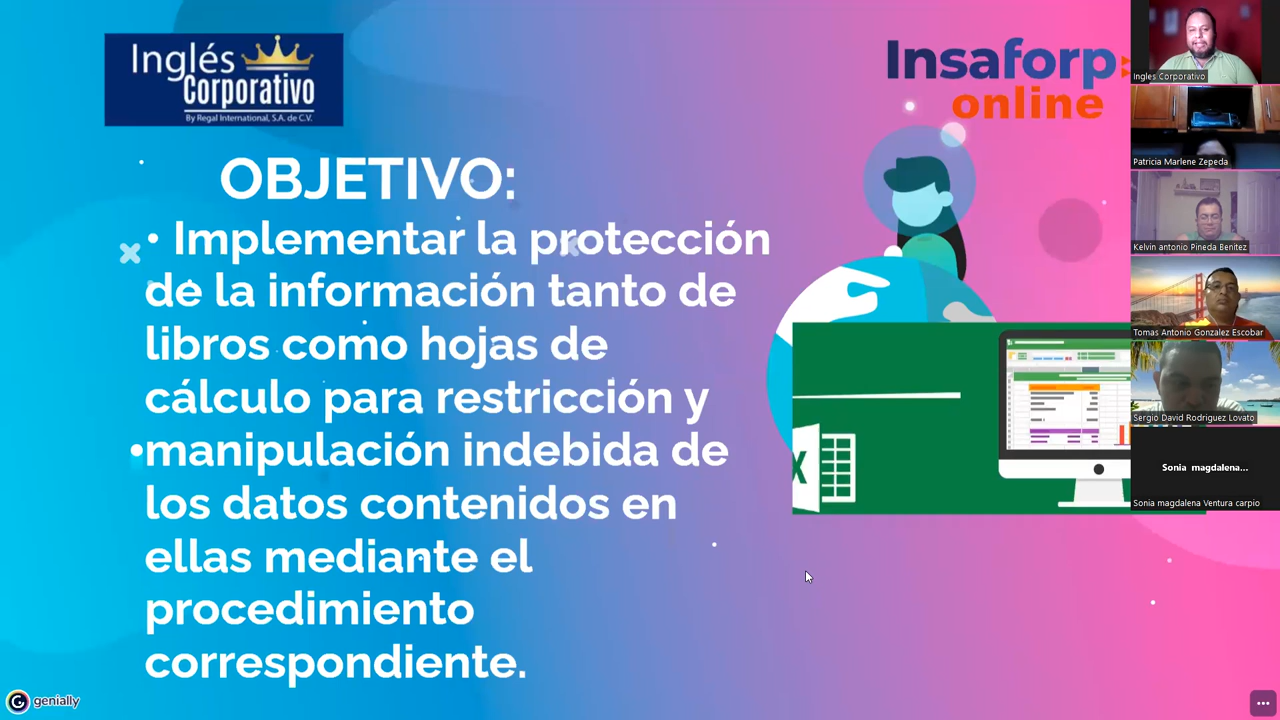 Inglés
Corporativo
By Regal International, S.A. de C.V.
Insaforp
online
OBJETIVO:
• Implementar la protección
de la información tanto de
libros como hojas de
cálculo para restricción y
•manipulación indebida de
los datos contenidos en
ellas mediante el
procedimiento
correspondiente.
X
genially
Ingles Corporativo
Patricia Marlene Zepeda
Kelvin antonio Pineda Benitez
Tomas Antonio Gonzalez Escobar
Sergio David Rodriguez Lovato
Sonia magdalena...
Sonia magdalena Ventura carpio